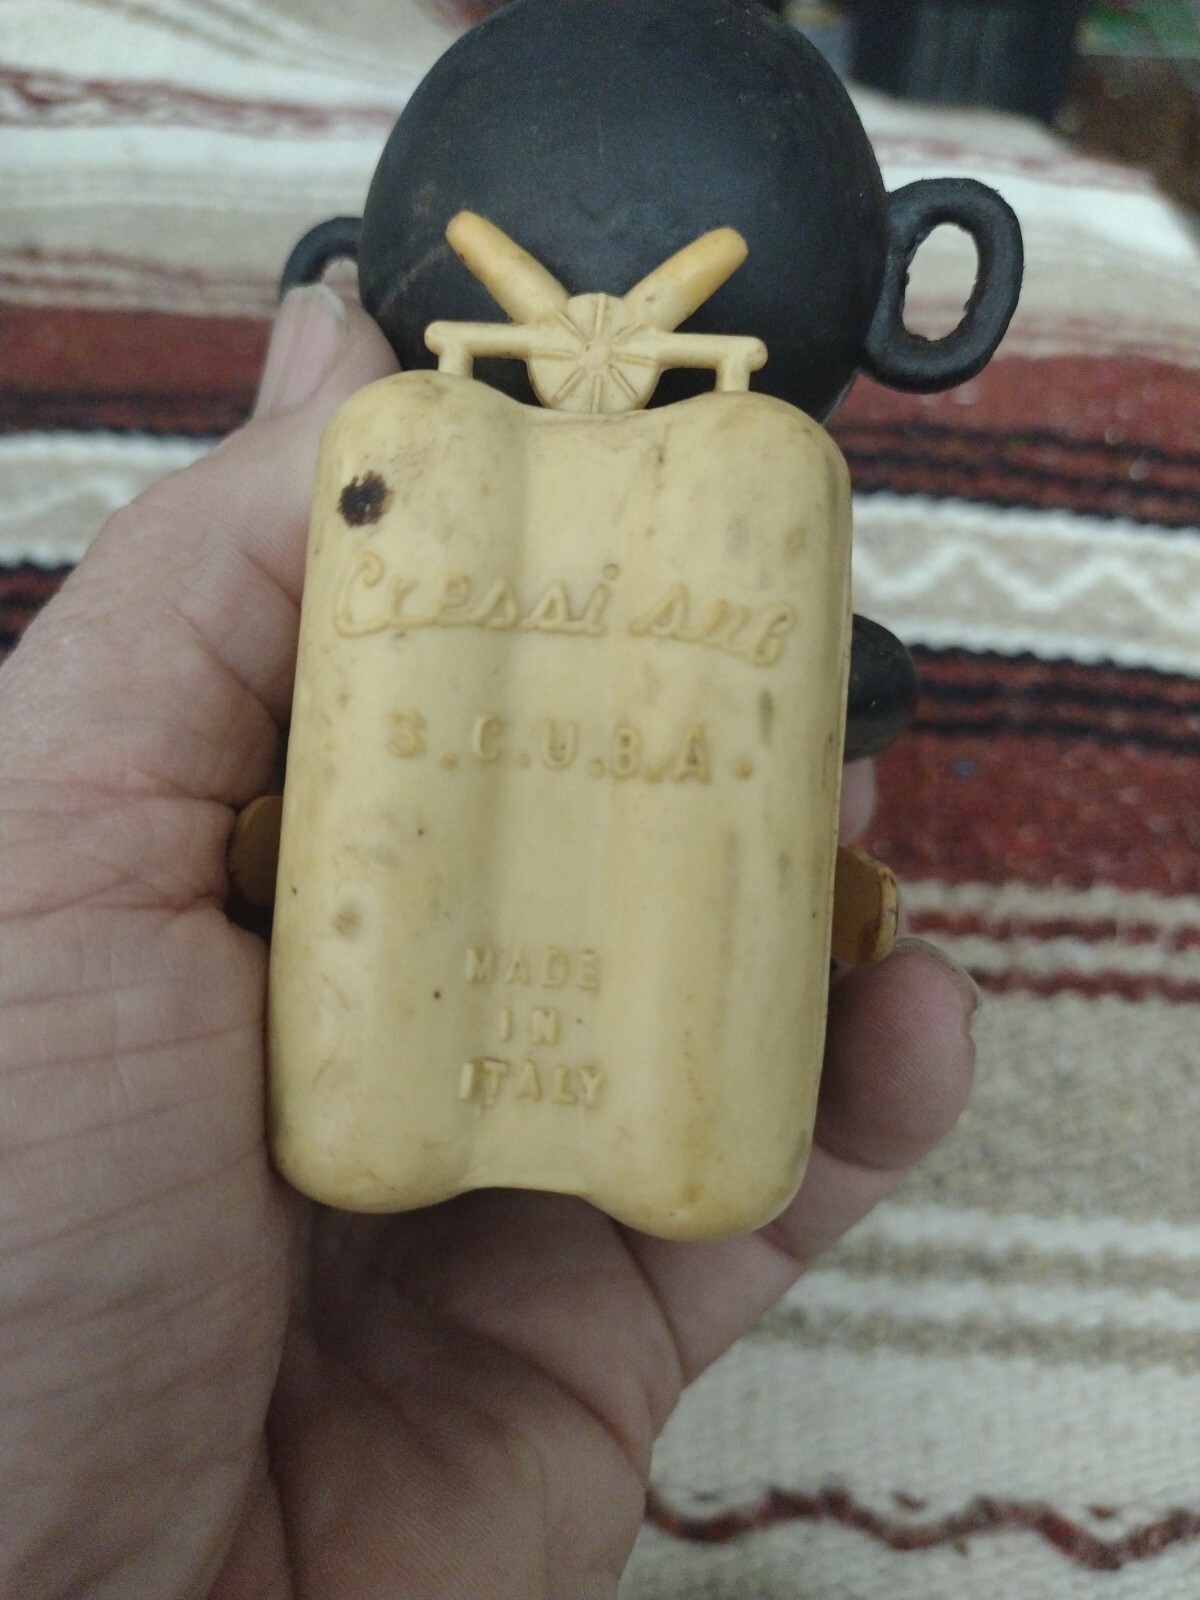 Cressi sub
S.C.U.B.A.
MADE
IN
ITALY